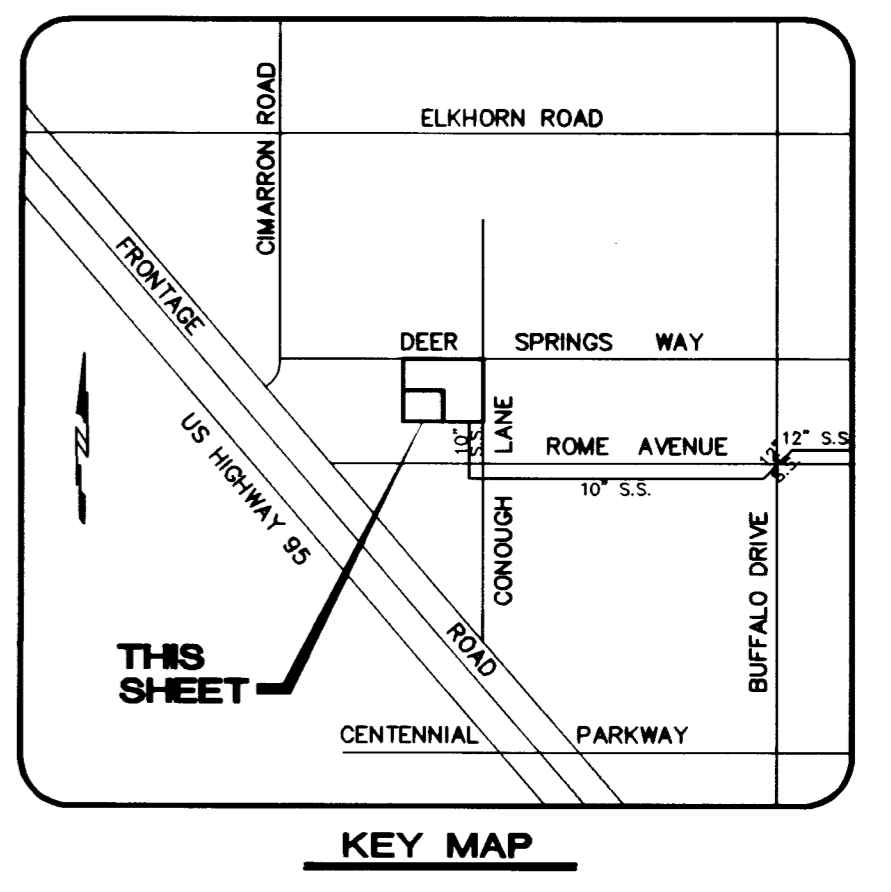 ELKHORN ROAD
CIMARRON ROAD
FRONTAGE
DEER SPRINGS WAY
US HIGHWAY 95
10" S.S.
CONOUGH LANE
ROME AVENUE
12" S.S.
12" S.S.
10" S.S.
BUFFALO DRIVE
ROAD
THIS
SHEET
CENTENNIAL PARKWAY
N
KEY MAP